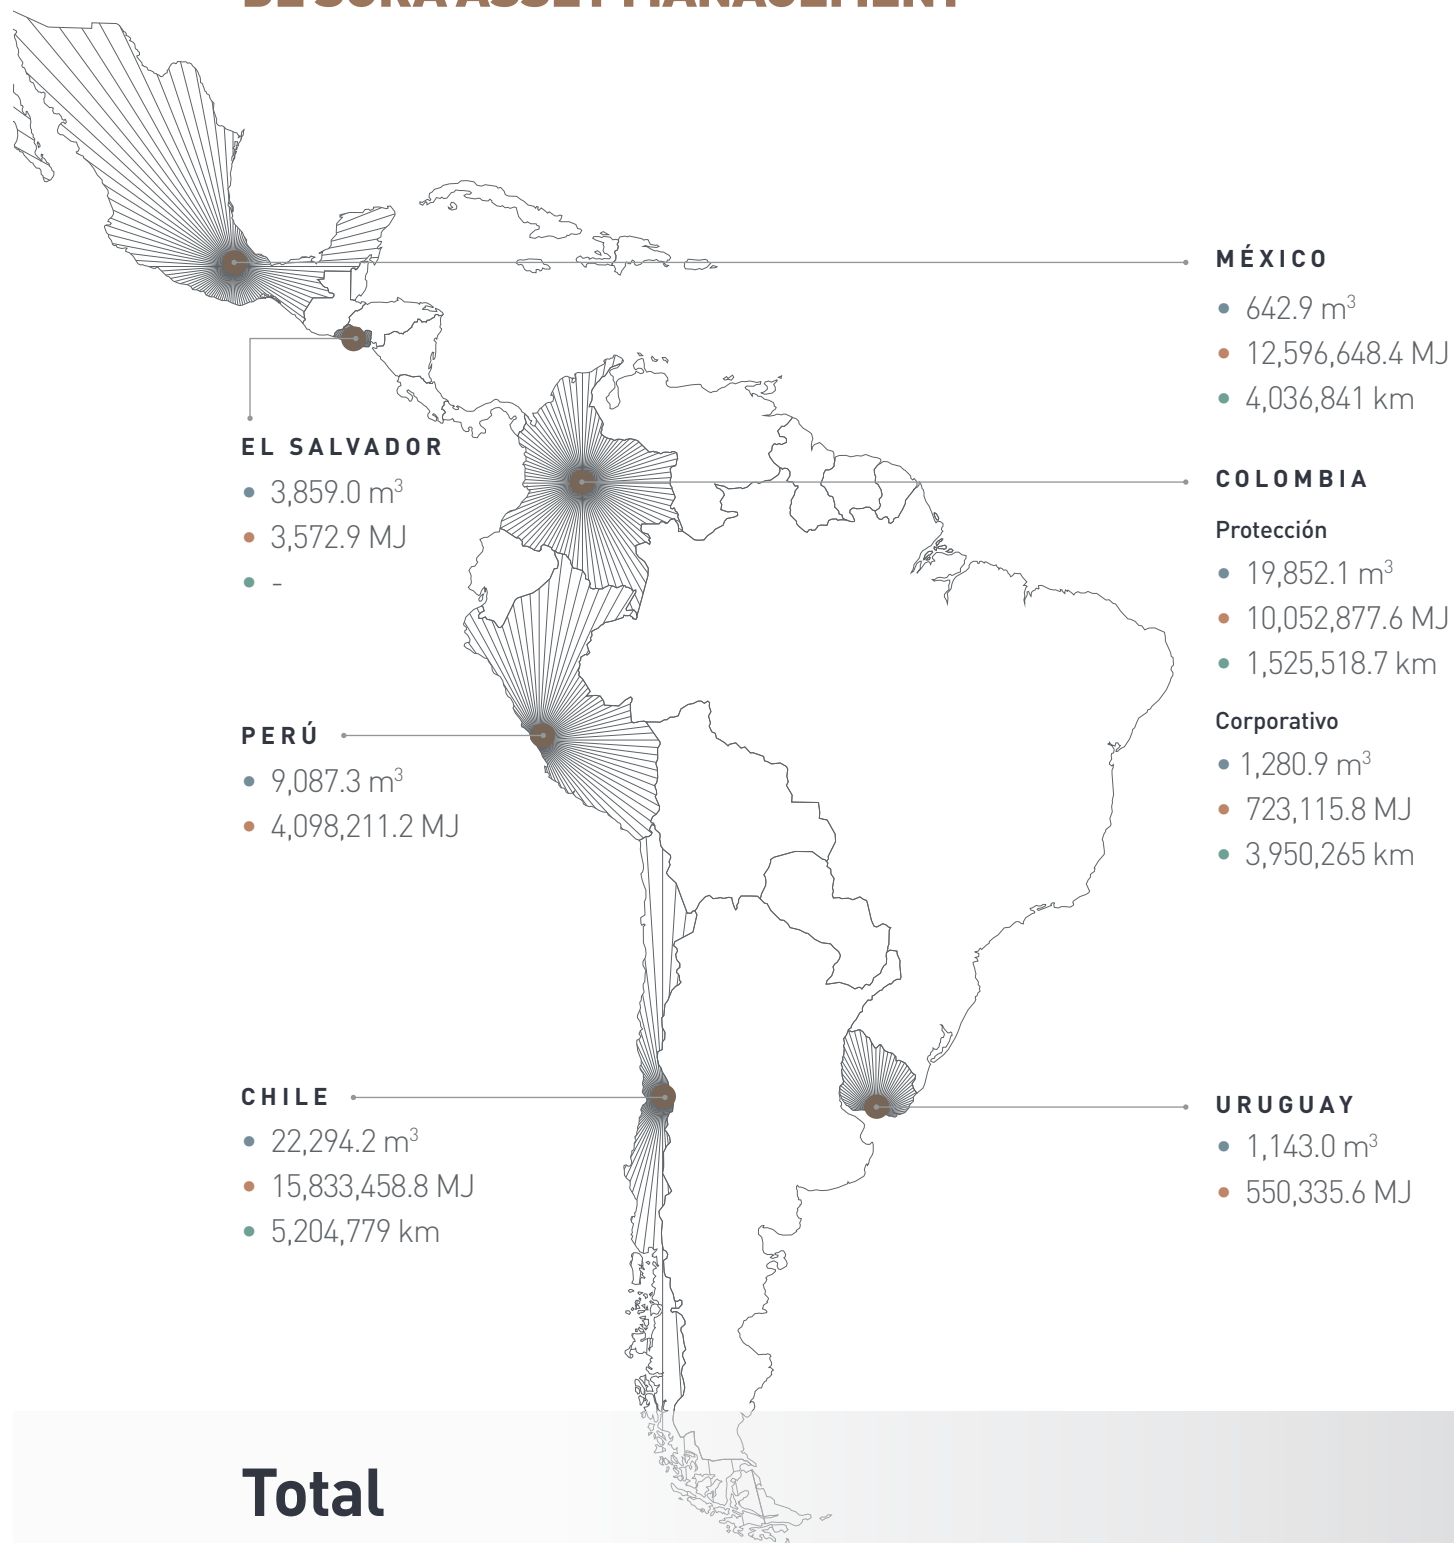 DE SURA ASSET MANAGEMENT
MÉXICO
• 642.9 m³
• 12,596,648.4 MJ
• 4,036,841 km
EL SALVADOR
• 3,859.0 m³
• 3,572.9 MJ
• -
COLOMBIA
Protección
• 19,852.1 m³
• 10,052,877.6 MJ
• 1,525,518.7 km
Corporativo
• 1,280.9 m³
• 723,115.8 MJ
• 3,950,265 km
PERÚ
• 9,087.3 m³
• 4,098,211.2 MJ
CHILE
• 22,294.2 m³
• 15,833,458.8 MJ
• 5,204,779 km
URUGUAY
• 1,143.0 m³
• 550,335.6 MJ
Total